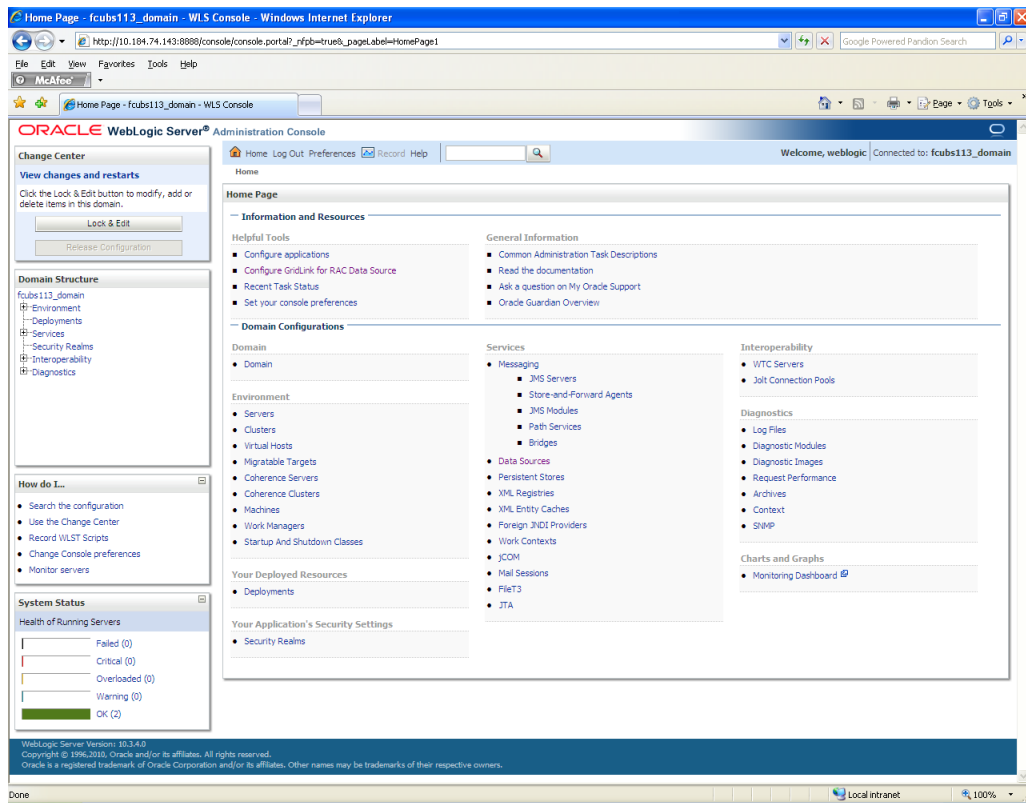 Home Page - fcubs113_domain - WLS Console - Windows Internet Explorer
http://10.184.74.143:8888/console/console.portal?_nfpb=true&_pageLabel=HomePage1
Google Powered Pandion Search
File Edit View Favorites Tools Help
McAfee
Home Page - fcubs113_domain - WLS Console
Page Tools
ORACLE WebLogic Server® Administration Console
Change Center
View changes and restarts
Click the Lock & Edit button to modify, add or
delete items in this domain.
Lock & Edit
Release Configuration
Domain Structure
fcubs113_domain
Environment
Deployments
Services
Security Realms
Interoperability
Diagnostics
How do I...
Search the configuration
Use the Change Center
Record WLST Scripts
Change Console preferences
Monitor servers
System Status
Health of Running Servers
Failed (0)
Critical (0)
Overloaded (0)
Warning (0)
OK (2)
Home Log Out Preferences Record Help
Welcome, weblogic Connected to: fcubs113_domain
Home
Home Page
Information and Resources
Helpful Tools
Configure applications
Configure GridLink for RAC Data Source
Recent Task Status
Set your console preferences
General Information
Common Administration Task Descriptions
Read the documentation
Ask a question on My Oracle Support
Oracle Guardian Overview
Domain Configurations
Domain
Domain
Environment
Servers
Clusters
Virtual Hosts
Migratable Targets
Coherence Servers
Coherence Clusters
Machines
Work Managers
Startup And Shutdown Classes
Your Deployed Resources
Deployments
Your Application's Security Settings
Security Realms
Services
Messaging
JMS Servers
Store-and-Forward Agents
JMS Modules
Path Services
Bridges
Data Sources
Persistent Stores
XML Registries
XML Entity Caches
Foreign JNDI Providers
Work Contexts
jCOM
Mail Sessions
FileT3
JTA
Interoperability
WTC Servers
Jolt Connection Pools
Diagnostics
Log Files
Diagnostic Modules
Diagnostic Images
Request Performance
Archives
Context
SNMP
Charts and Graphs
Monitoring Dashboard
WebLogic Server Version: 10.3.4.0
Copyright © 1996,2010, Oracle and/or its affiliates. All rights reserved.
Oracle is a registered trademark of Oracle Corporation and/or its affiliates. Other names may be trademarks of their respective owners.
Done
Local intranet
100%